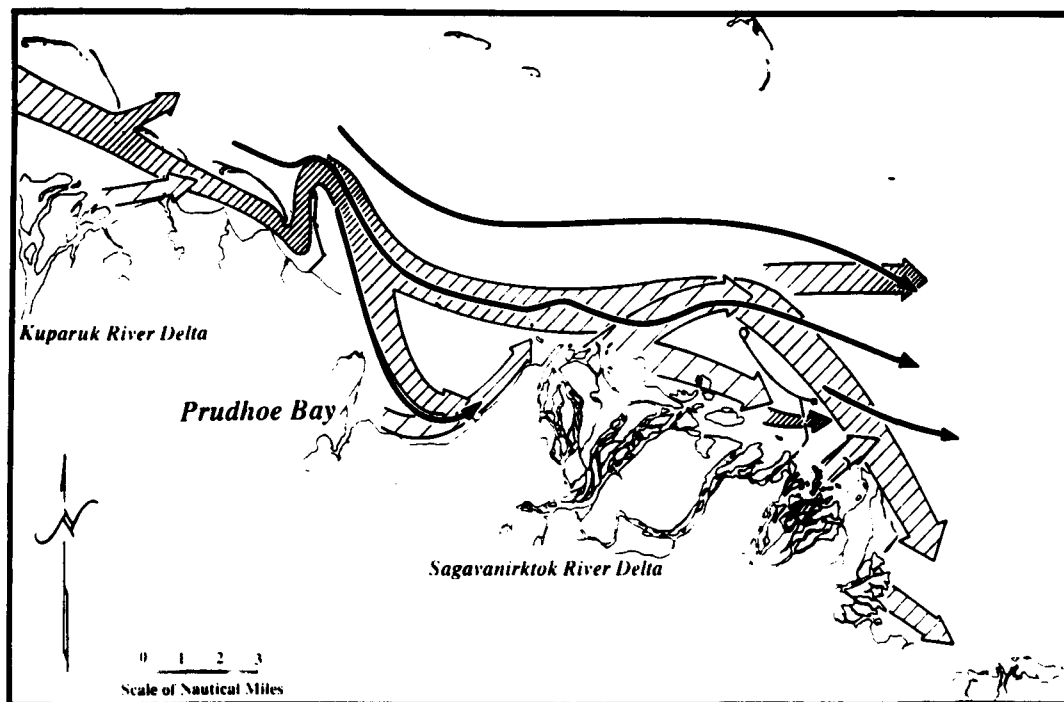 Kuparuk River Delta
Prudhoe Bay
Sagavanirktok River Delta
N
0 1 2 3
Scale of Nautical Miles